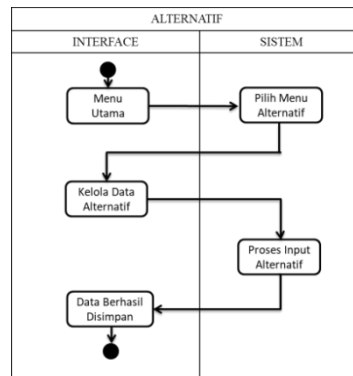 ALTERNATIF
INTERFACE
SISTEM
Menu
Utama
Pilih Menu
Alternatif
Kelola Data
Alternatif
Proses Input
Alternatif
Data Berhasil
Disimpan